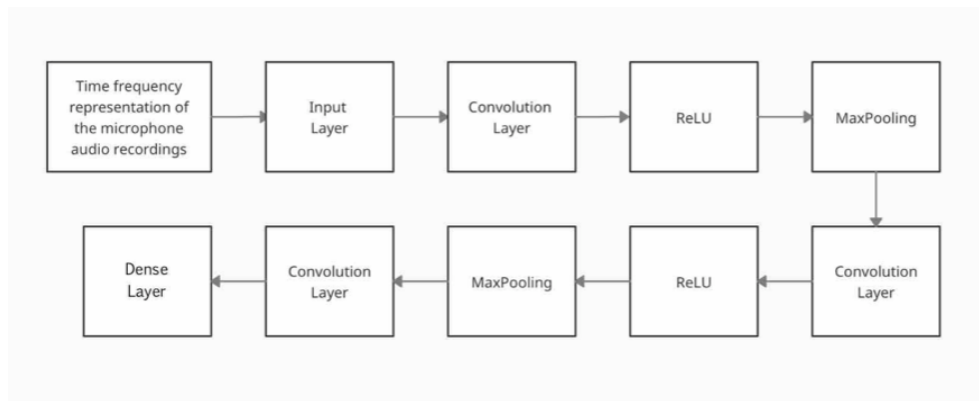 Time frequency
representation of
the microphone
audio recordings
Input
Layer
Convolution
Layer
ReLU
MaxPooling
Dense
Layer
Convolution
Layer
MaxPooling
ReLU
Convolution
Layer